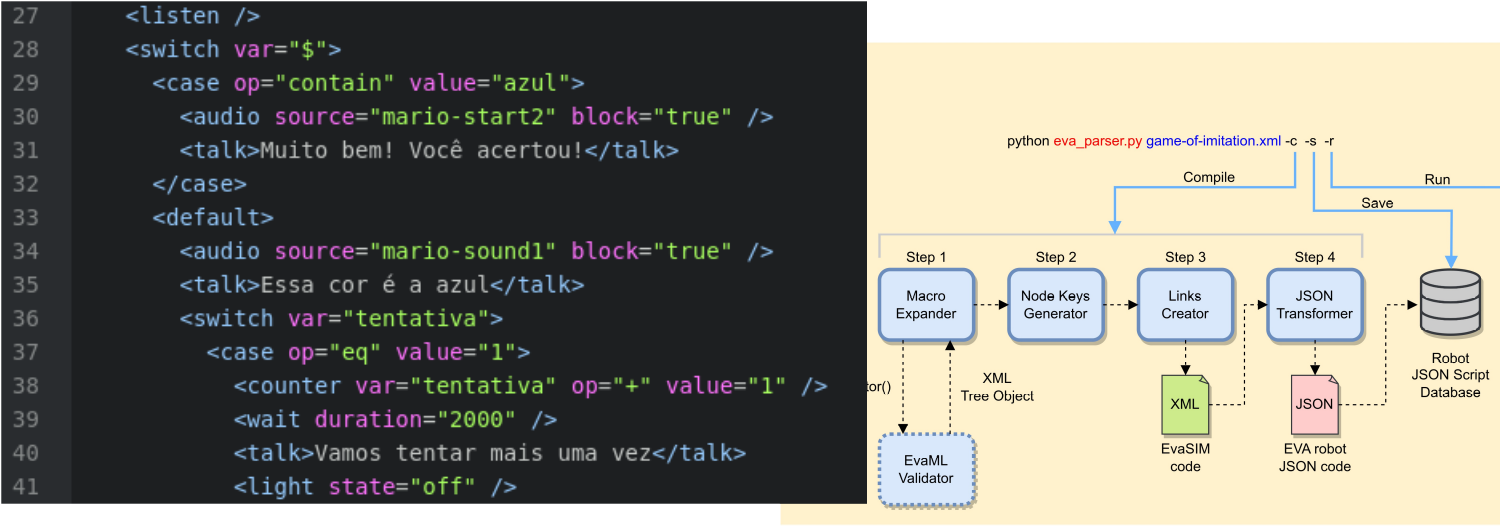 27 <listen />
28 <switch var="$">
29 <case op="contain" value="azul">
30 <audio source="mario-start2" block="true" />
31 <talk>Muito bem! Você acertou!</talk>
32 </case>
33 <default>
34 <audio source="mario-sound1" block="true" />
35 <talk>Essa cor é a azul</talk>
36 <switch var="tentativa">
37 <case op="eq" value="1">
38 <counter var="tentativa" op="+" value="1" />
39 <wait duration="2000" />
40 <talk>Vamos tentar mais uma vez</talk>
41 <light state="off" />
python eva_parser.py game-of-imitation.xml -c -s -r
Compile
Run
Save
Step 1
Step 2
Step 3
Step 4
Macro
Expander
Node Keys
Generator
Links
Creator
JSON
Transformer
Robot
JSON Script
Database
XML
Tree Object
XML
JSON
EvaML
Validator
EvaSIM
code
EVA robot
JSON code